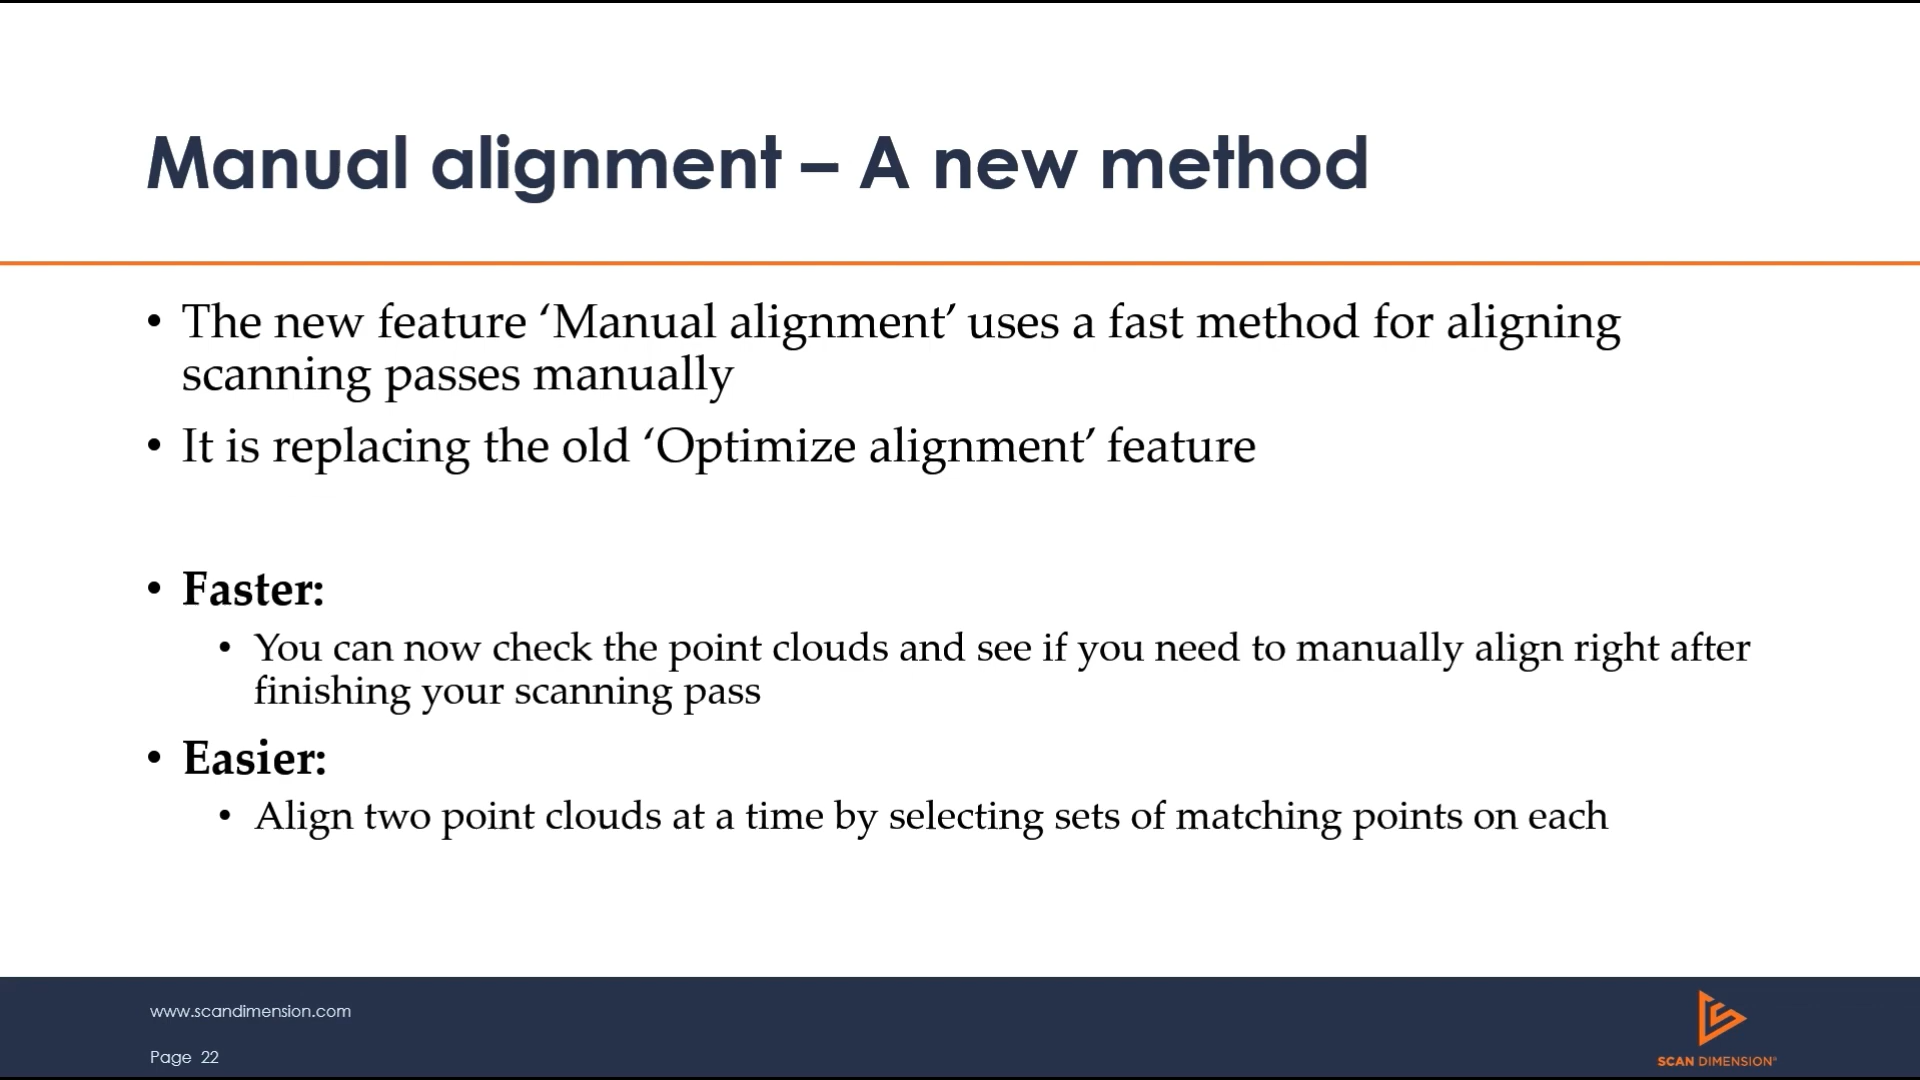 Manual alignment – A new method
• The new feature ‘Manual alignment’ uses a fast method for aligning
scanning passes manually
• It is replacing the old ‘Optimize alignment’ feature
• Faster:
• You can now check the point clouds and see if you need to manually align right after
finishing your scanning pass
• Easier:
• Align two point clouds at a time by selecting sets of matching points on each
www.scandimension.com
Page 22
SCAN DIMENSION®